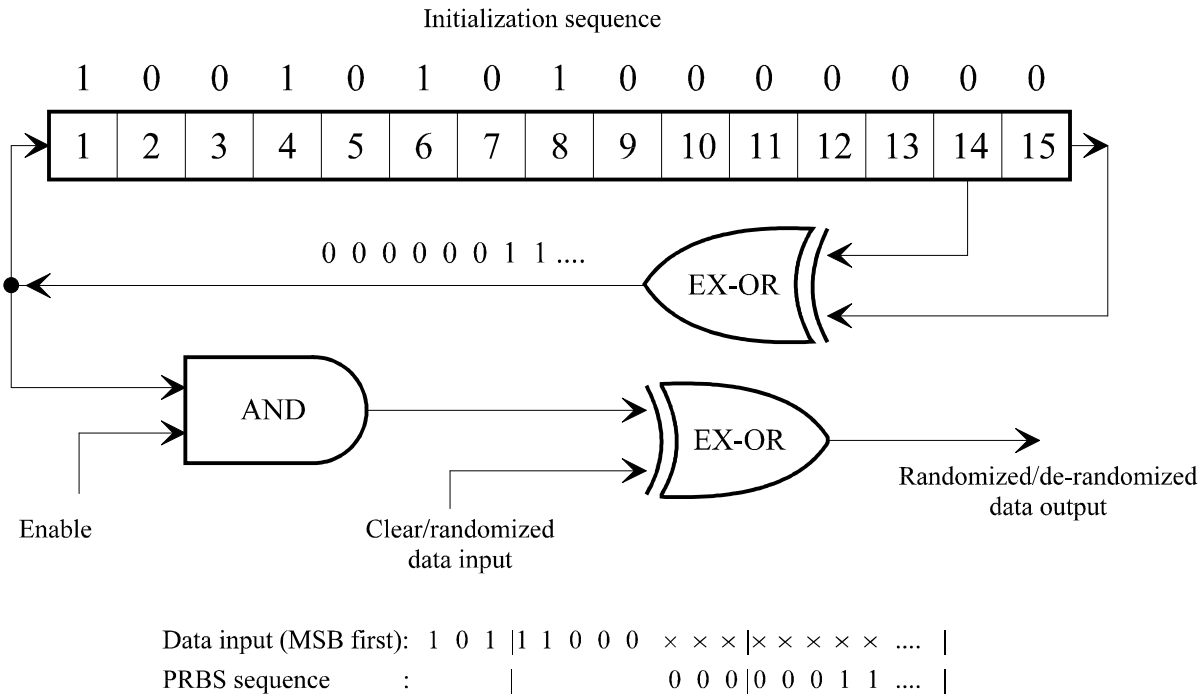 Initialization sequence
1 0 0 1 0 1 0 1 0 0 0 0 0 0 0
1 2 3 4 5 6 7 8 9 10 11 12 13 14 15
0 0 0 0 0 0 1 1 ....
EX-OR
AND
EX-OR
Enable
Clear/randomized
data input
Randomized/de-randomized
data output
Data input (MSB first): 1 0 1 | 1 1 0 0 0 × × × | × × × × × .... |
PRBS sequence : | 0 0 0 | 0 0 0 1 1 .... |